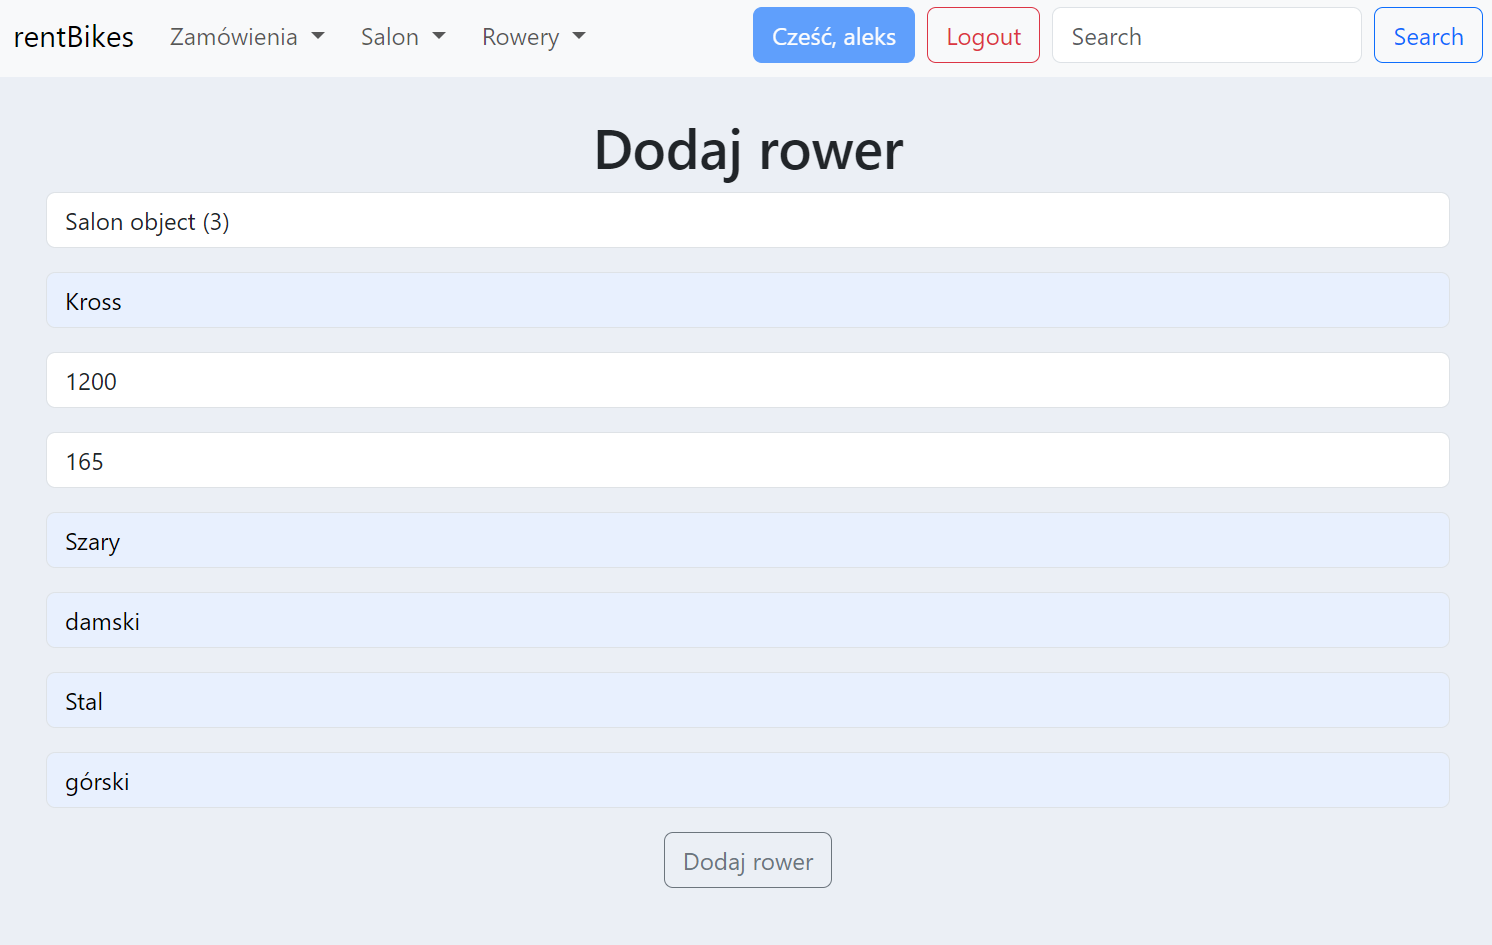 rentBikes Zamówienia Salon Rowery Cześć, aleks Logout Search Search
Dodaj rower
Salon object (3)
Kross
1200
165
Szary
damski
Stal
górski
Dodaj rower